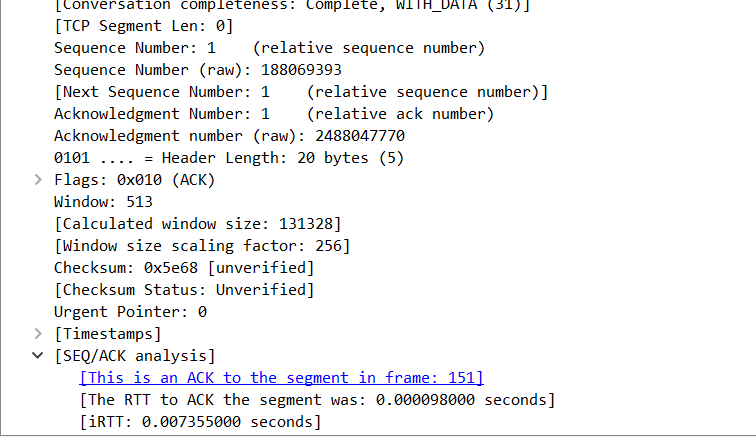 [Conversation completeness: Complete, WITH_DATA (31)]
[TCP Segment Len: 0]
Sequence Number: 1    (relative sequence number)
Sequence Number (raw): 188069393
[Next Sequence Number: 1    (relative sequence number)]
Acknowledgment Number: 1    (relative ack number)
Acknowledgment number (raw): 2488047770
0101 .... = Header Length: 20 bytes (5)
Flags: 0x010 (ACK)
Window: 513
[Calculated window size: 131328]
[Window size scaling factor: 256]
Checksum: 0x5e68 [unverified]
[Checksum Status: Unverified]
Urgent Pointer: 0
[Timestamps]
[SEQ/ACK analysis]
[This is an ACK to the segment in frame: 151]
[The RTT to ACK the segment was: 0.000098000 seconds]
[iRTT: 0.007355000 seconds]